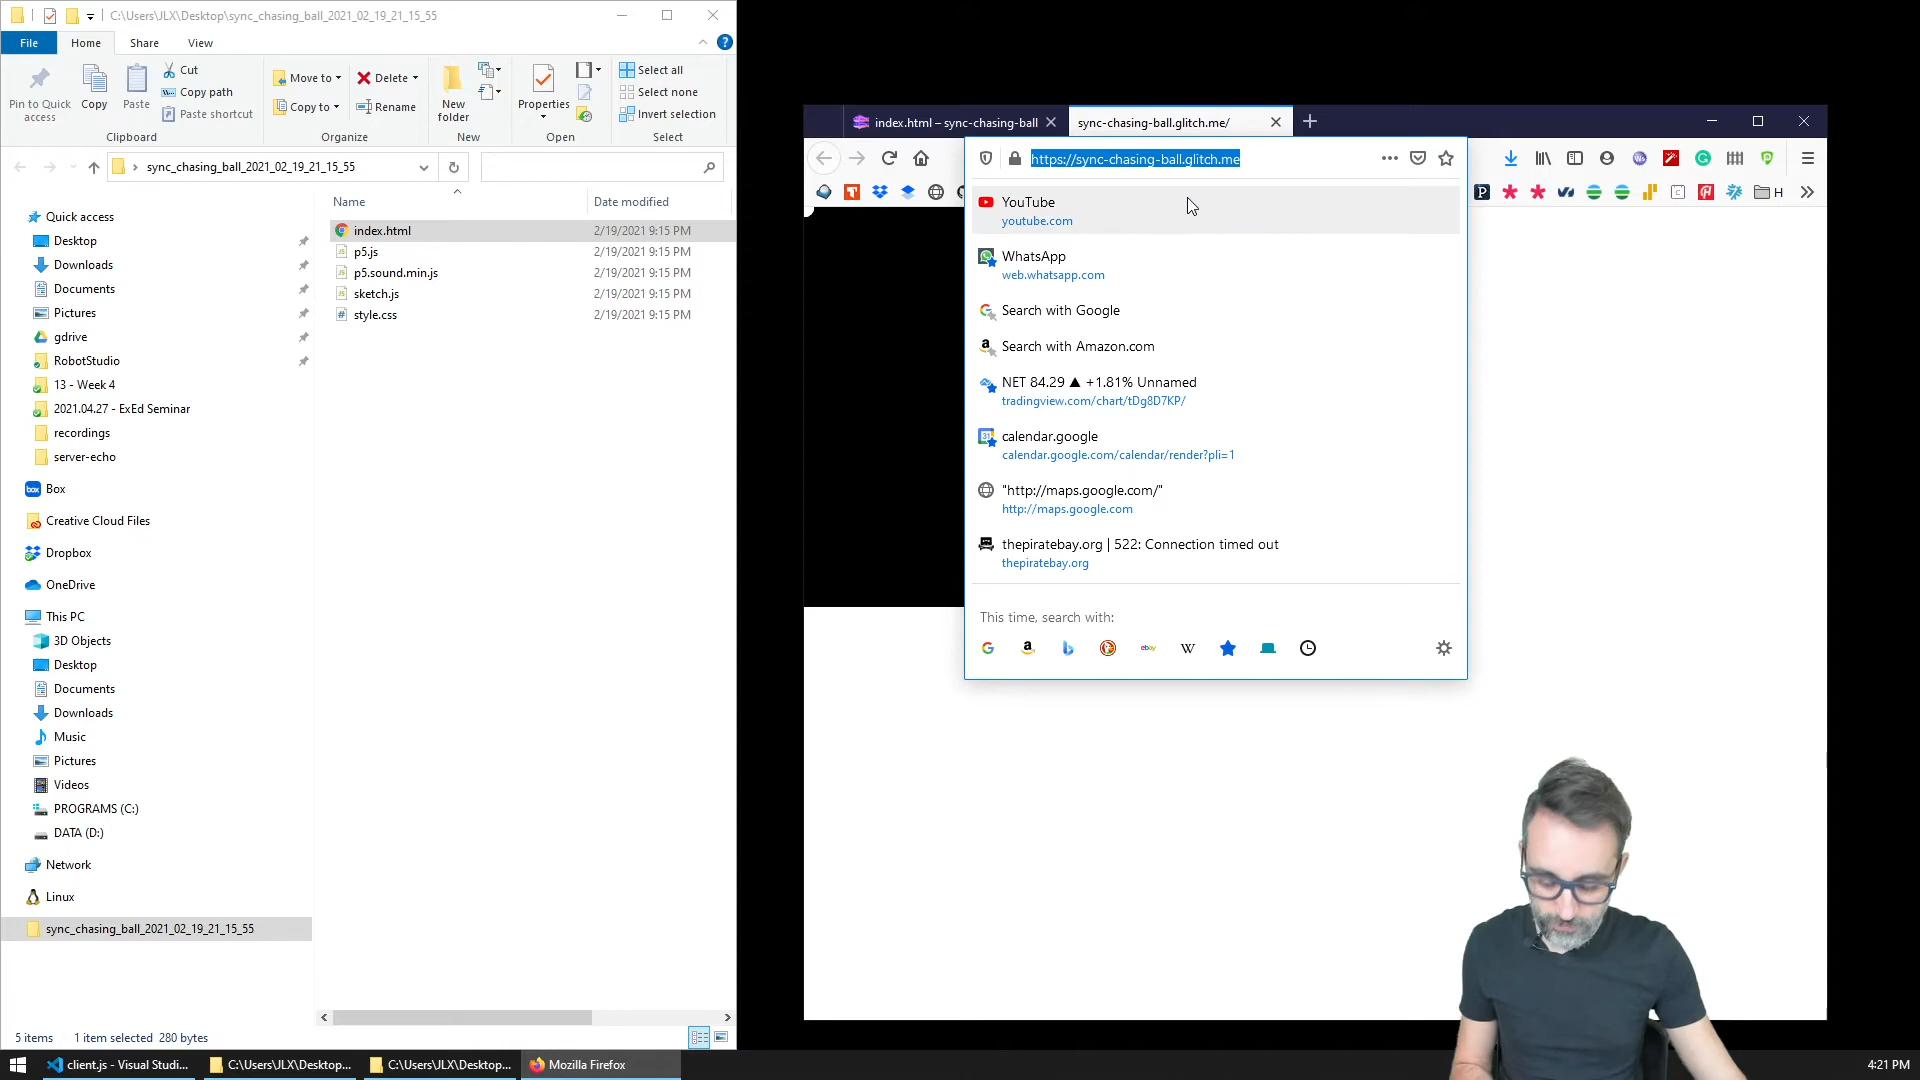 C:\Users\JLX\Desktop\sync_chasing_ball_2021_02_19_21_15_55
File
Home
Share
View
Pin to Quick access
Copy
Paste
Cut
Copy path
Paste shortcut
Clipboard
Move to
Copy to
Delete
Rename
Organize
New folder
New
Properties
Open
Select all
Select none
Invert selection
Select
sync_chasing_ball_2021_02_19_21_15_55
Quick access
Desktop
Downloads
Documents
Pictures
gdrive
RobotStudio
13 - Week 4
2021.04.27 - ExEd Seminar
recordings
server-echo
Box
Creative Cloud Files
Dropbox
OneDrive
This PC
3D Objects
Desktop
Documents
Downloads
Music
Pictures
Videos
PROGRAMS (C:)
DATA (D:)
Network
Linux
sync_chasing_ball_2021_02_19_21_15_55
Name
Date modified
index.html 2/19/2021 9:15 PM
p5.js 2/19/2021 9:15 PM
p5.sound.min.js 2/19/2021 9:15 PM
sketch.js 2/19/2021 9:15 PM
style.css 2/19/2021 9:15 PM
5 items 1 item selected 280 bytes
index.html – sync-chasing-ball
sync-chasing-ball.glitch.me/
https://sync-chasing-ball.glitch.me
H
YouTube
youtube.com
WhatsApp
web.whatsapp.com
Search with Google
Search with Amazon.com
NET 84.29 ▲ +1.81% Unnamed
tradingview.com/chart/tDg8D7KP/
calendar.google
calendar.google.com/calendar/render?pli=1
"http://maps.google.com/"
http://maps.google.com
thepiratebay.org | 522: Connection timed out
thepiratebay.org
This time, search with:
client.js - Visual Studi...
C:\Users\JLX\Desktop...
C:\Users\JLX\Desktop...
Mozilla Firefox
4:21 PM